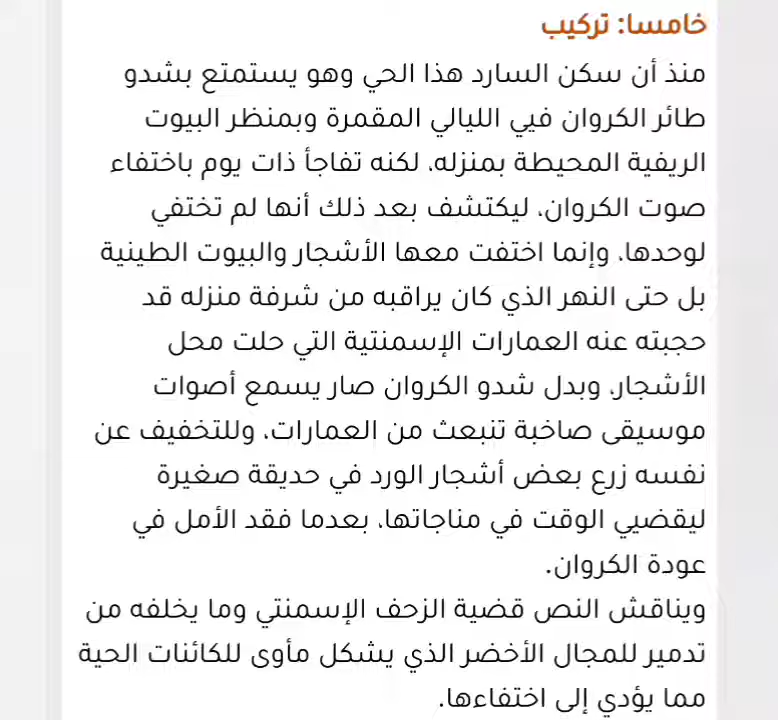 خامسا: تركيب
منذ أن سكن السارد هذا الحي وهو يستمتع بشدو
طائر الكروان فيي الليالي المقمرة وبمنظر البيوت
الريفية المحيطة بمنزله، لكنه تفاجأ ذات يوم باختفاء
صوت الكروان، ليكتشف بعد ذلك أنها لم تختفي
لوحدها، وإنما اختفت معها الأشجار والبيوت الطينية
بل حتى النهر الذي كان يراقبه من شرفة منزله قد
حجبته عنه العمارات الإسمنتية التي حلت محل
الأشجار، وبدل شدو الكروان صار يسمع أصوات
موسيقى صاخبة تنبعث من العمارات، وللتخفيف عن
نفسه زرع بعض أشجار الورد في حديقة صغيرة
ليقضيي الوقت في مناجاتها، بعدما فقد الأمل في
عودة الكروان.
ويناقش النص قضية الزحف الإسمنتي وما يخلفه من
تدمير للمجال الأخضر الذي يشكل مأوى للكائنات الحية
مما يؤدي إلى اختفاءها.